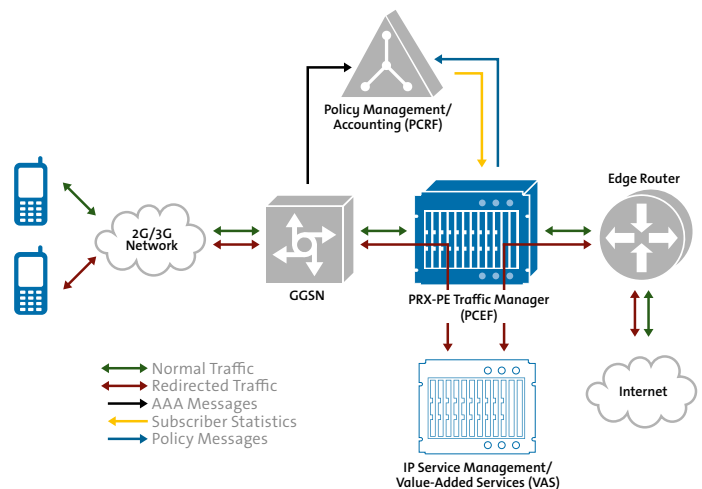 Policy Management/
Accounting (PCRF)
Edge Router
2G/3G
Network
GGSN
PRX-PE Traffic Manager
(PCEF)
Normal Traffic
Redirected Traffic
AAA Messages
Subscriber Statistics
Policy Messages
Internet
IP Service Management/
Value-Added Services (VAS)